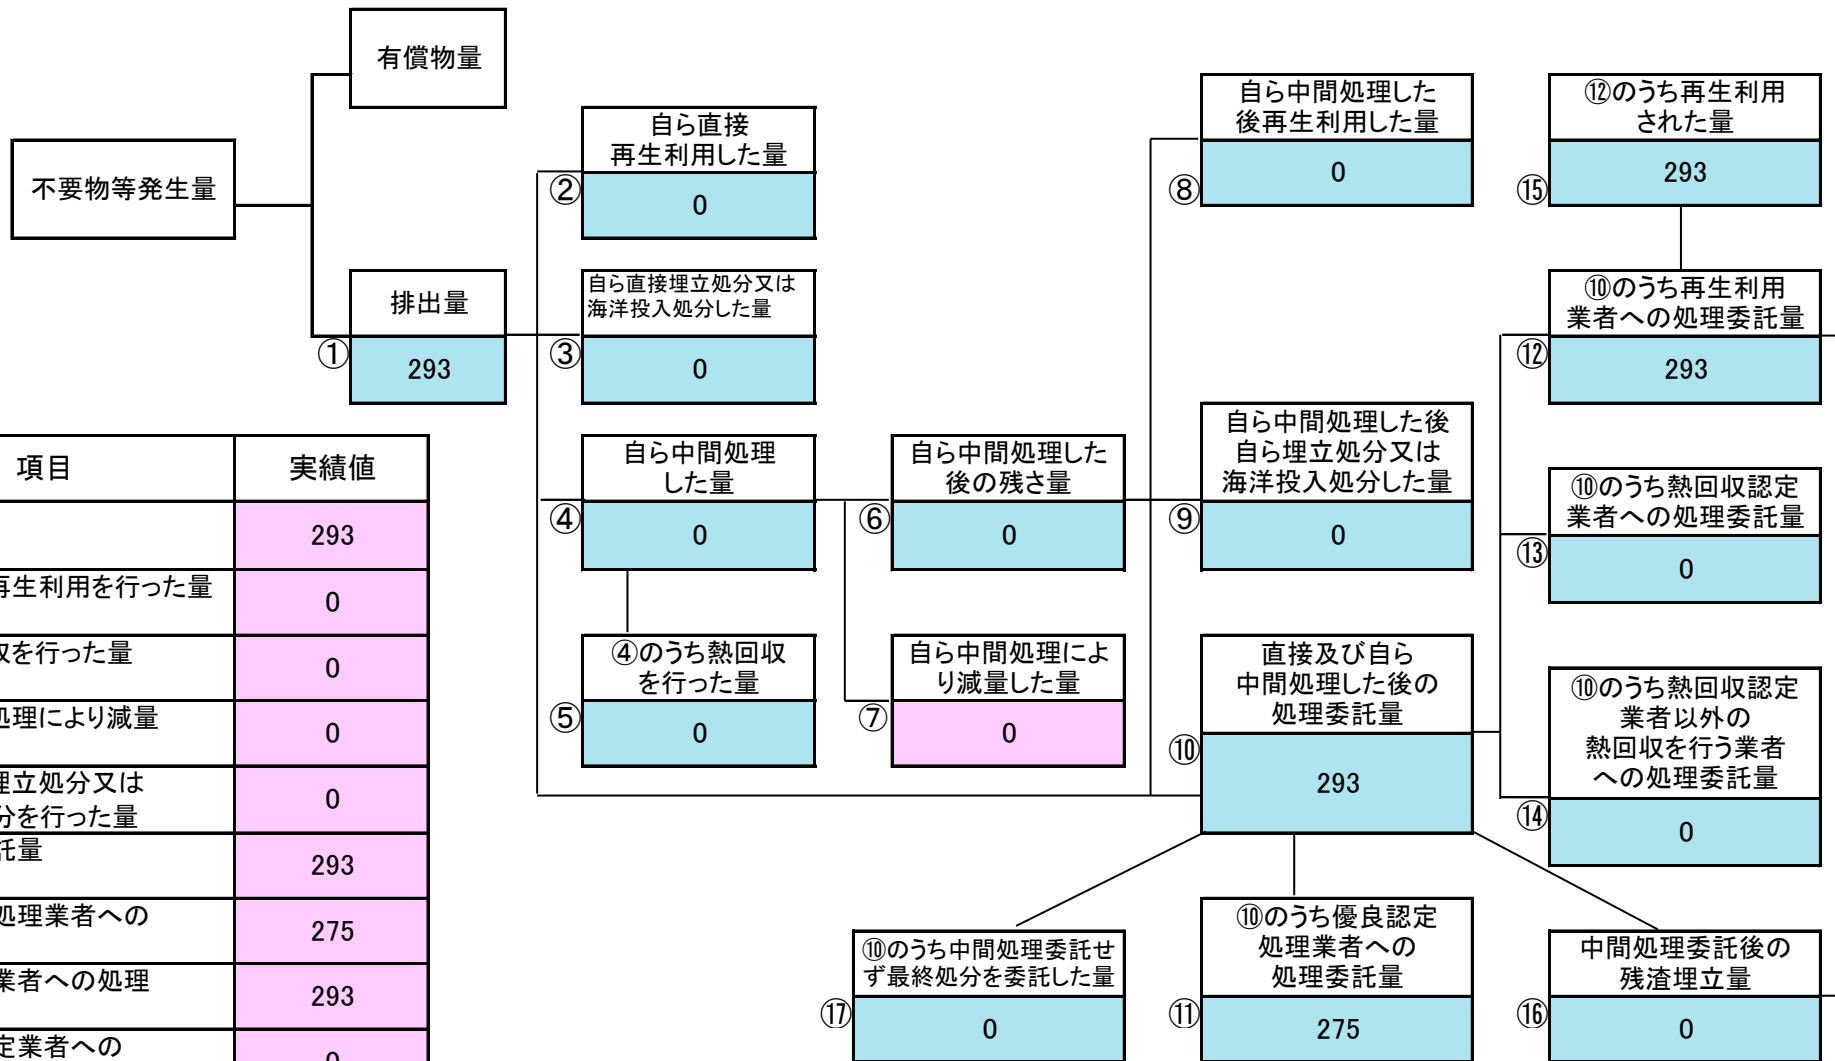 有償物量
不要物等発生量
排出量
①
293
自ら直接
再生利用した量
②
0
自ら直接埋立処分又は
海洋投入処分した量
③
0
自ら中間処理
した量
④
0
④のうち熱回収
を行った量
⑤
0
自ら中間処理した
後の残さ量
⑥
0
自ら中間処理によ
り減量した量
⑦
0
自ら中間処理した
後再生利用した量
⑧
0
自ら中間処理した後
自ら埋立処分又は
海洋投入処分した量
⑨
0
直接及び自ら
中間処理した後の
処理委託量
⑩
293
⑫のうち再生利用
された量
⑮
293
⑩のうち再生利用
業者への処理委託量
⑫
293
⑩のうち熱回収認定
業者への処理委託量
⑬
0
⑩のうち熱回収認定
業者以外の
熱回収を行う業者
への処理委託量
⑭
0
⑩のうち中間処理委託せ
ず最終処分を委託した量
⑰
0
⑩のうち優良認定
処理業者への
処理委託量
⑪
275
中間処理委託後の
残渣埋立量
⑯
0
項目 実績値
293
再生利用を行った量 0
を行った量 0
処理により減量 0
埋立処分又は
を行った量 0
託量 293
処理業者への 275
業者への処理 293
定業者への 0